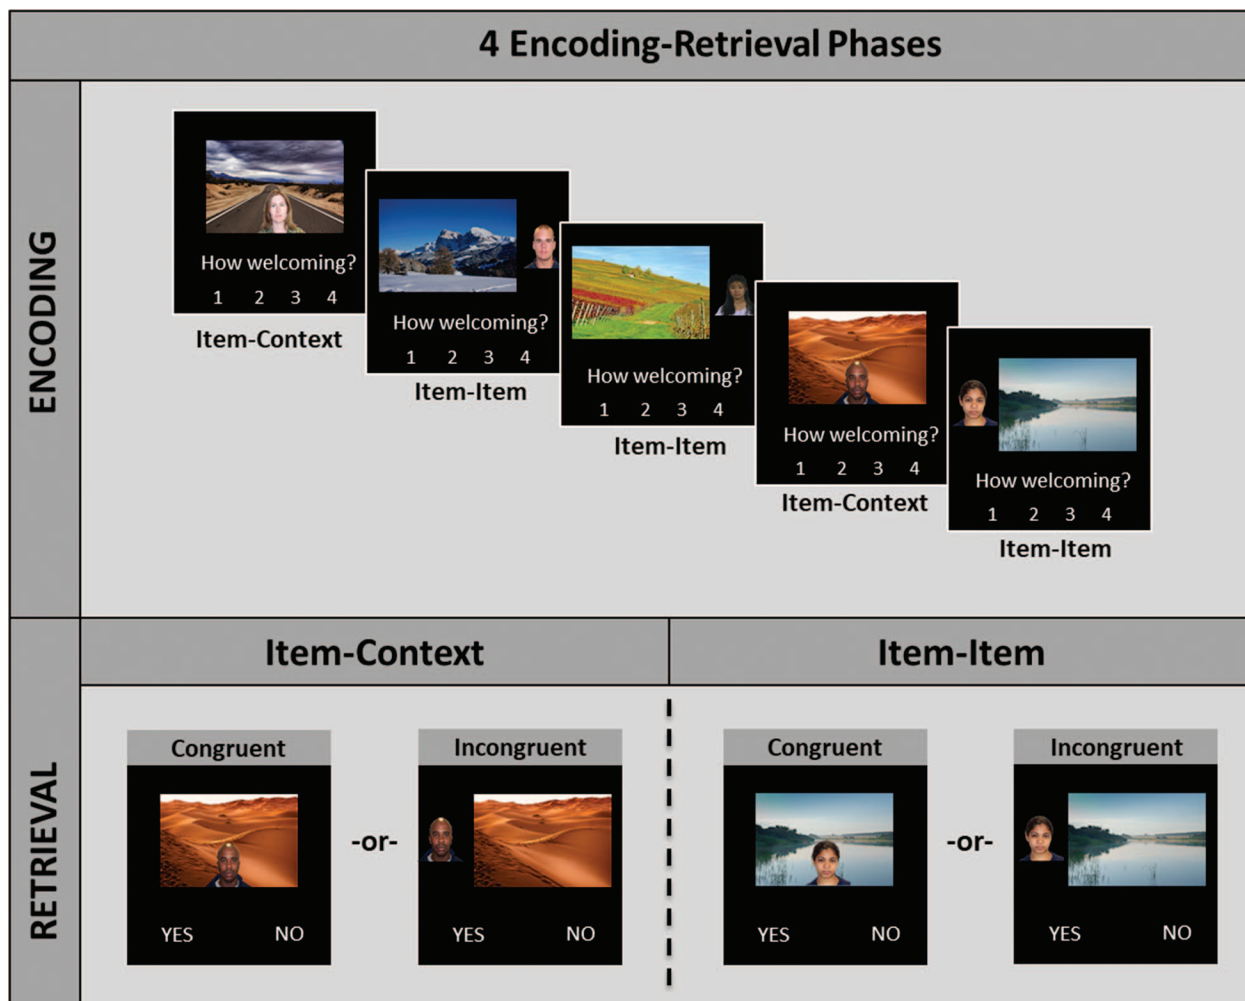 4 Encoding-Retrieval Phases
ENCODING
How welcoming?
1 2 3 4
Item-Context
How welcoming?
1 2 3 4
Item-Item
How welcoming?
1 2 3 4
Item-Item
How welcoming?
1 2 3 4
Item-Context
How welcoming?
1 2 3 4
Item-Item
RETRIEVAL
Item-Context
Item-Item
Congruent
YES NO
-or-
Incongruent
YES NO
Congruent
YES NO
-or-
Incongruent
YES NO